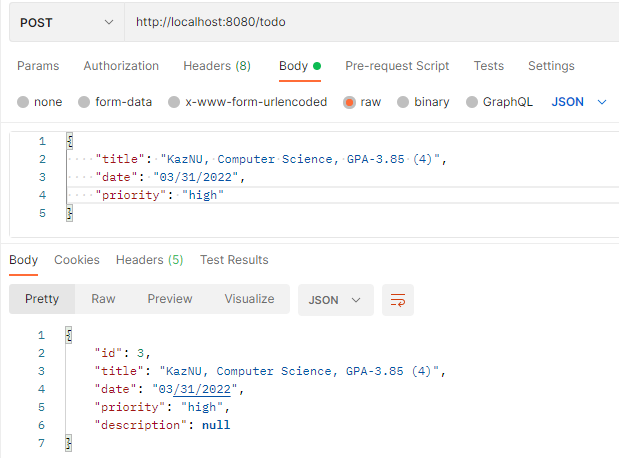 POST http://localhost:8080/todo
Params Authorization Headers (8) Body Pre-request Script Tests Settings
none form-data x-www-form-urlencoded raw binary GraphQL JSON
1 {
2 "title": "KazNU, Computer Science, GPA-3.85 (4)",
3 "date": "03/31/2022",
4 "priority": "high"
5 }
Body Cookies Headers (5) Test Results
Pretty Raw Preview Visualize JSON
1 {
2 "id": 3,
3 "title": "KazNU, Computer Science, GPA-3.85 (4)",
4 "date": "03/31/2022",
5 "priority": "high",
6 "description": null
7 }